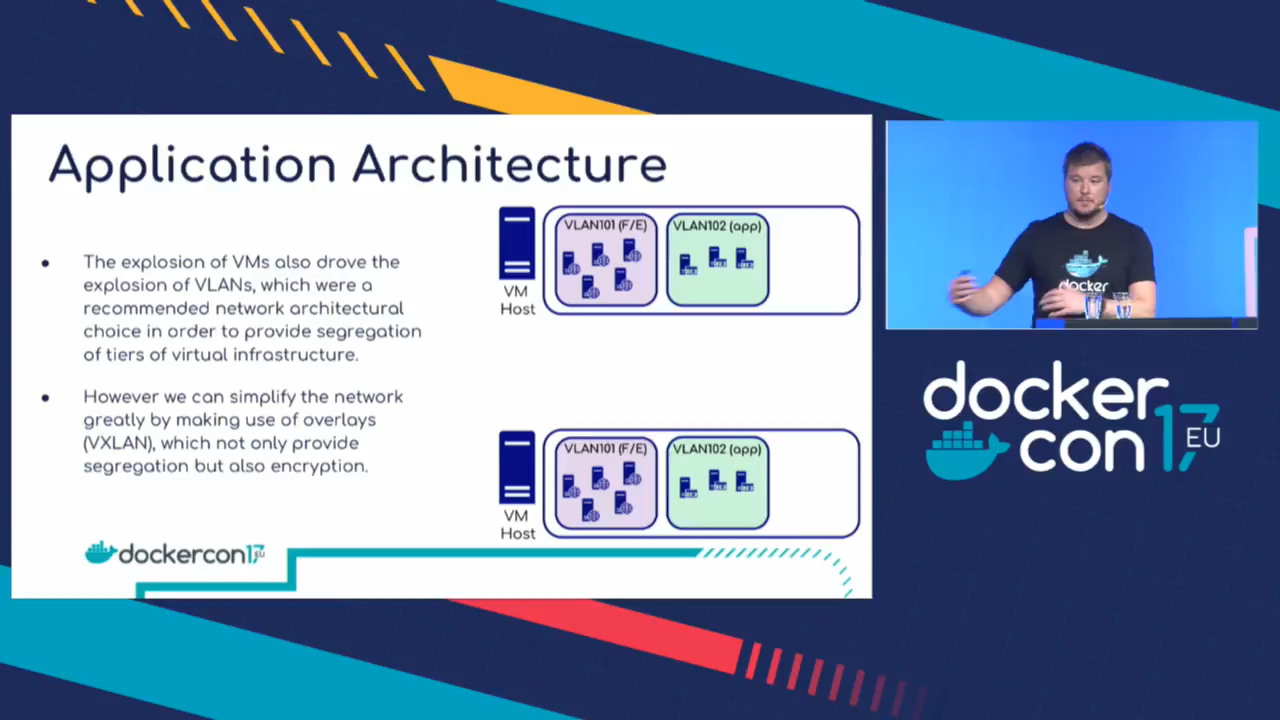 Application Architecture
● The explosion of VMs also drove the
explosion of VLANs, which were a
recommended network architectural
choice in order to provide segregation
of tiers of virtual infrastructure.
● However we can simplify the network
greatly by making use of overlays
(VXLAN), which not only provide
segregation but also encryption.
VLAN101 (F/E)
VLAN102 (app)
VM
Host
VLAN101 (F/E)
VLAN102 (app)
VM
Host
dockercon17
EU
docker
docker
con 17
EU